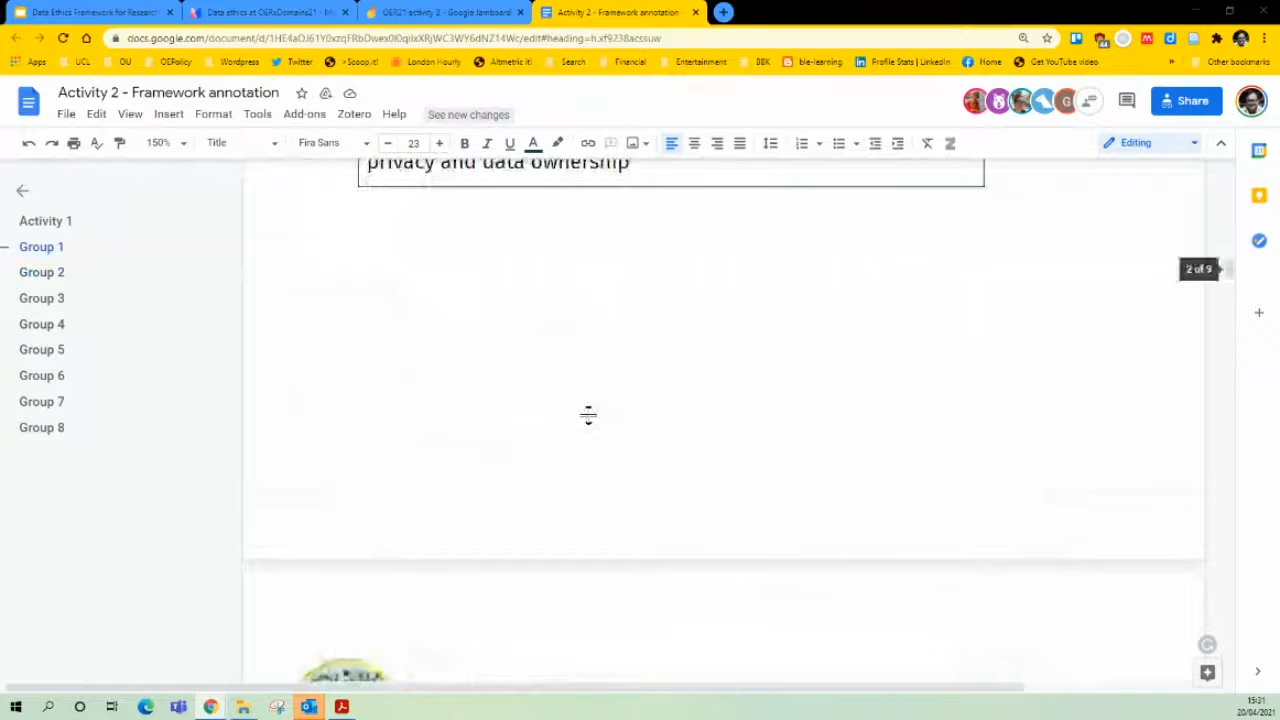 Data Ethics Framework for Research
Data ethics at OERxDomains21 - M
OER21 activity 2 - Google Jamboard
Activity 2 - Framework annotation
docs.google.com/document/d/1HE4aOJ61Y0xzqFRbDwex0f0qiIxXRjWC3WY6dNZ14Wc/edit#heading=h.xf9238acssuw
44
Apps UCL OU OEPolicy Wordpress Twitter >Scoop.it! London Hourly Altmetric it! Search Financial Entertainment BBK ble-learning Profile Stats | LinkedIn Home Get YouTube video » Other bookmarks
Activity 2 - Framework annotation
File Edit View Insert Format Tools Add-ons Zotero Help See new changes
G
Share
150% Title Fira Sans 23 B I U A Z Editing
privacy and data ownership
Activity 1
Group 1
Group 2
Group 3
Group 4
Group 5
Group 6
Group 7
Group 8
2 of 9
15:31
20/04/2021